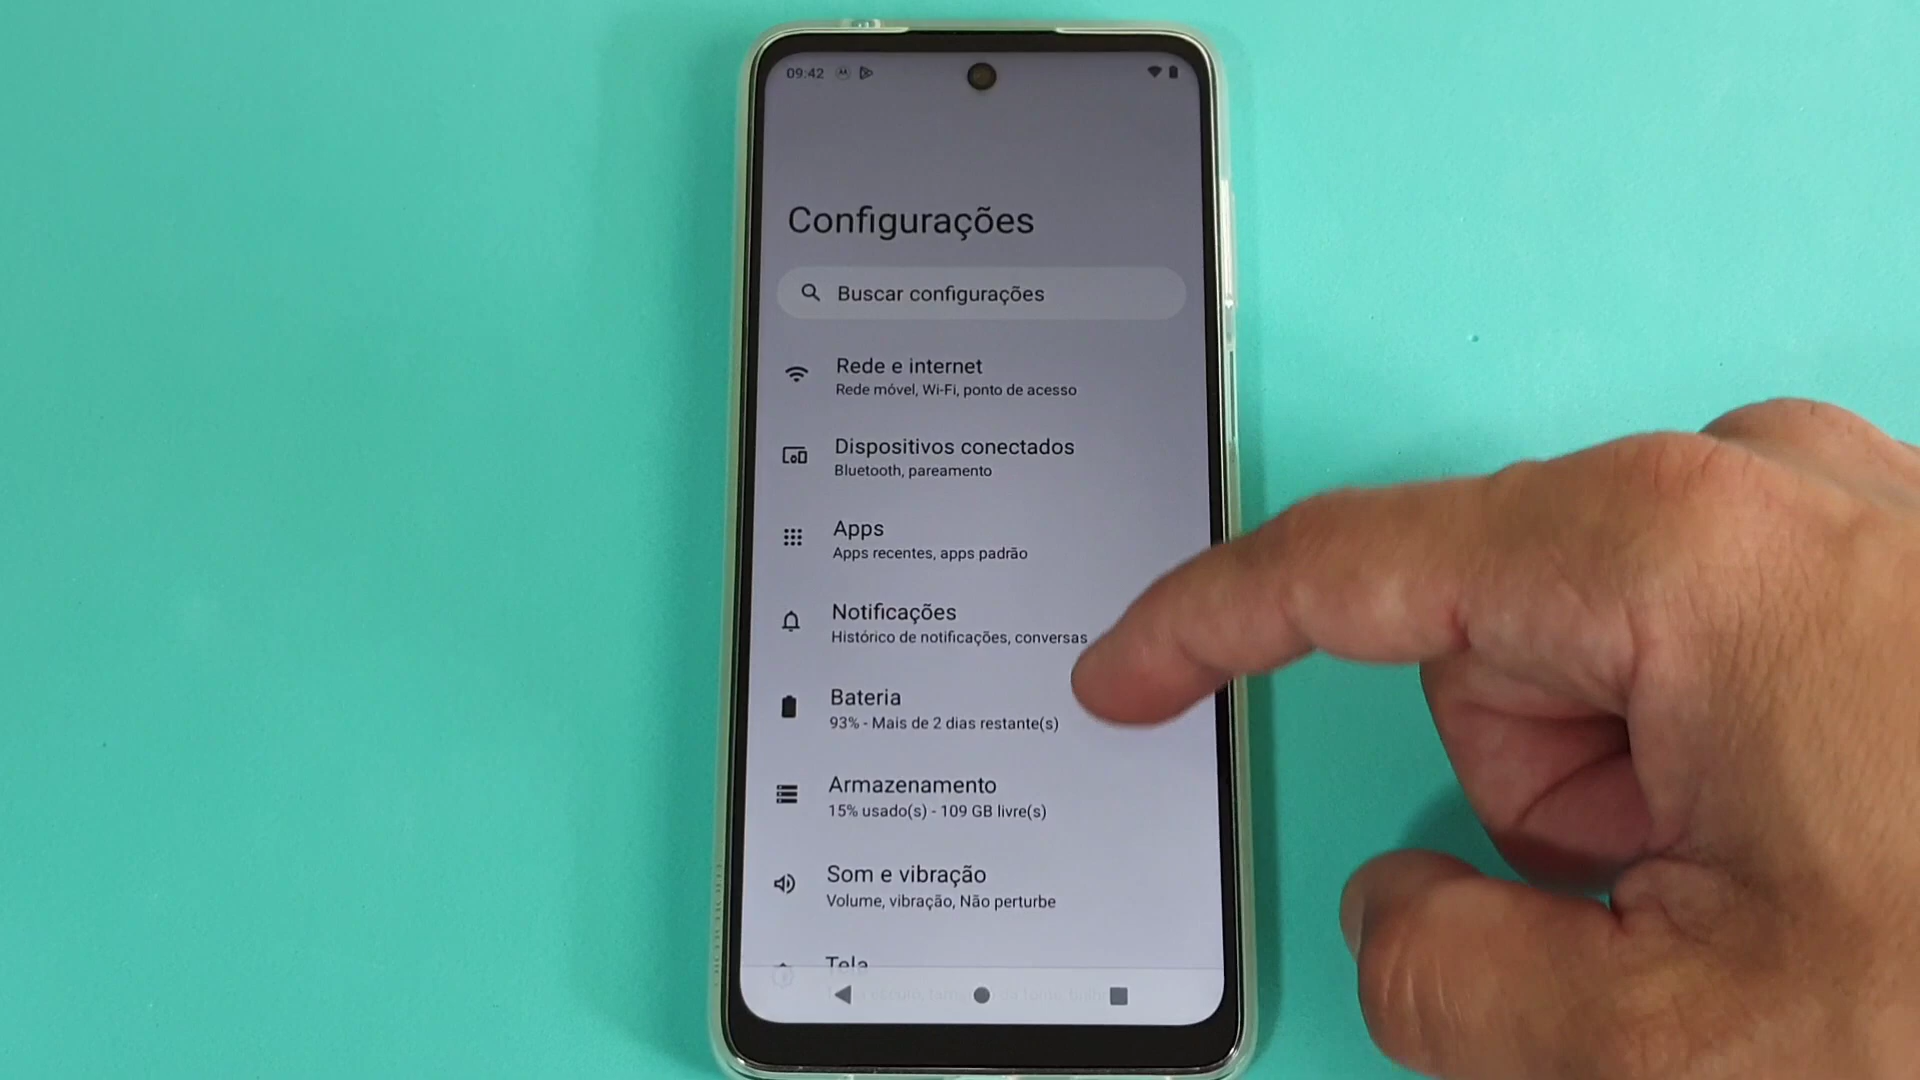 09:42
Configurações
Buscar configurações
Rede e internet
Rede móvel, Wi-Fi, ponto de acesso
Dispositivos conectados
Bluetooth, pareamento
Apps
Apps recentes, apps padrão
Notificações
Histórico de notificações, conversas
Bateria
93% - Mais de 2 dias restante(s)
Armazenamento
15% usado(s) - 109 GB livre(s)
Som e vibração
Volume, vibração, Não perturbe
Tela